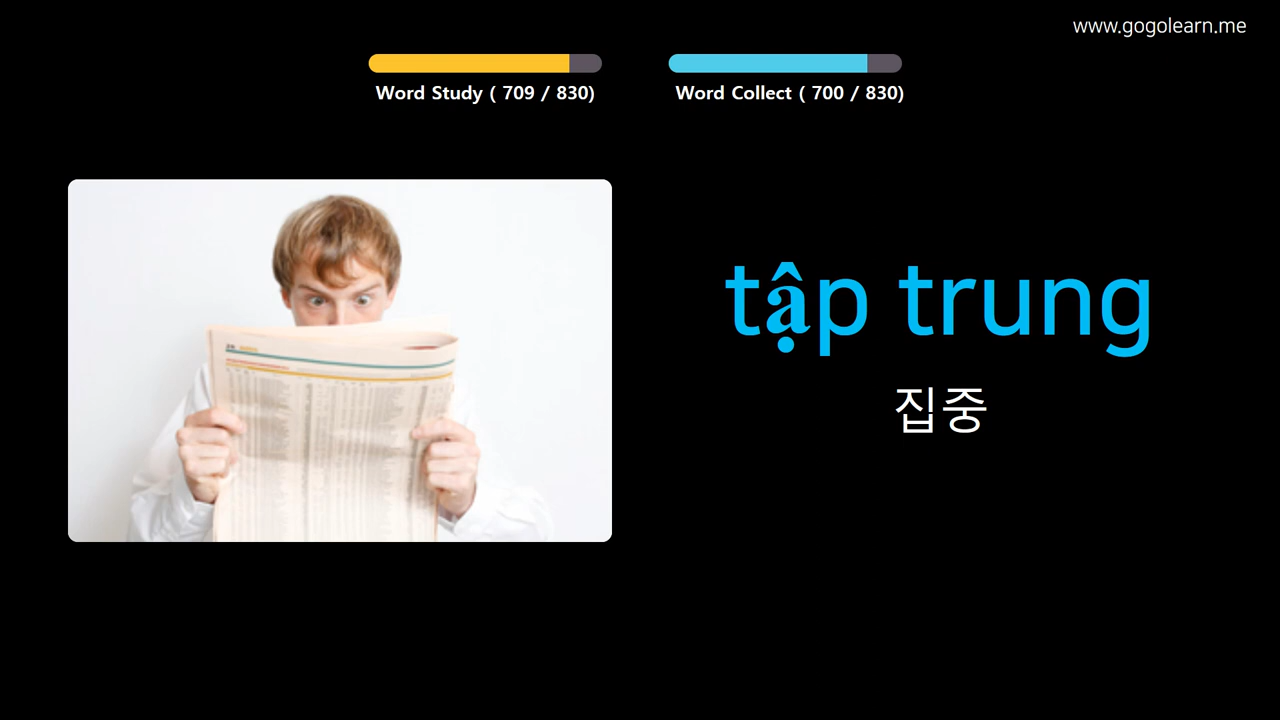 www.gogolearn.me
Word Study ( 709 / 830)
Word Collect ( 700 / 830)
tập trung
집중